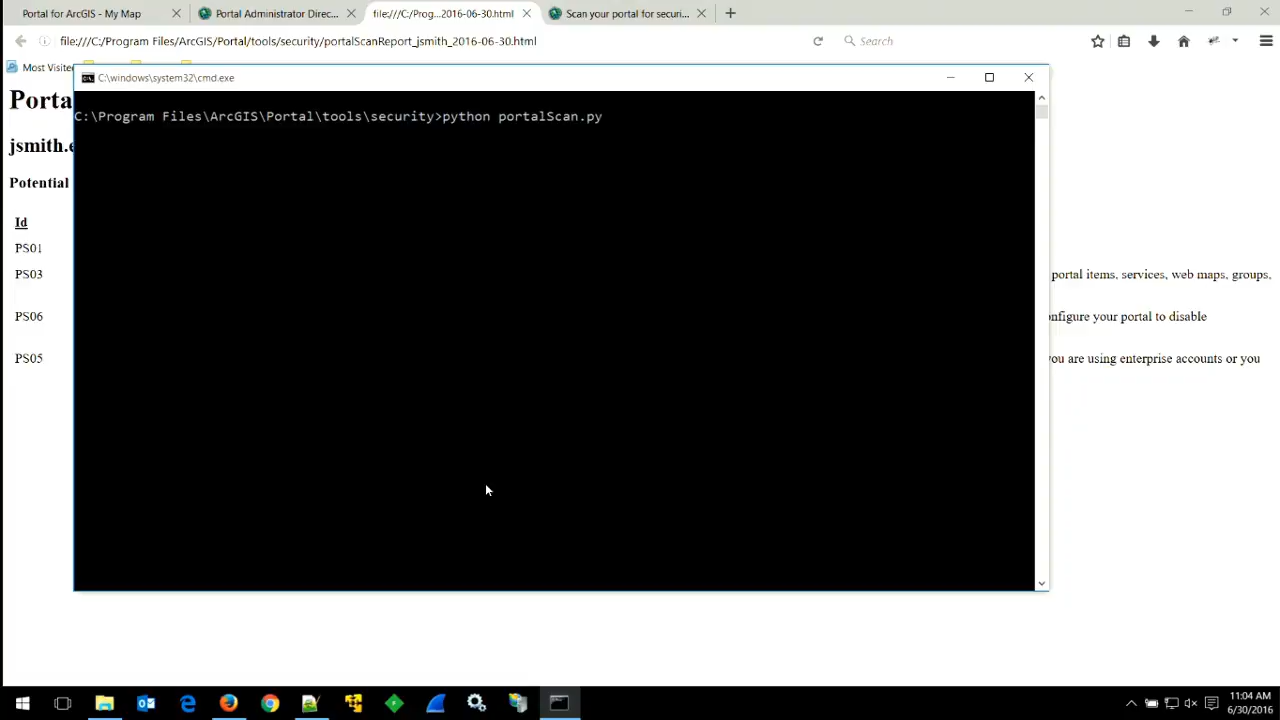 Portal for ArcGIS - My Map
Portal Administrator Direc...
file:///C:/Prog...2016-06-30.html
Scan your portal for securi...
file:///C:/Program Files/ArcGIS/Portal/tools/security/portalScanReport_jsmith_2016-06-30.html
Search
Most Visite
C:\windows\system32\cmd.exe
Porta
C:\Program Files\ArcGIS\Portal\tools\security>python portalScan.py
jsmith.e
Potential
Id
PS01
PS03
portal items, services, web maps, groups,
PS06
onfigure your portal to disable
PS05
you are using enterprise accounts or you
11:04 AM
6/30/2016